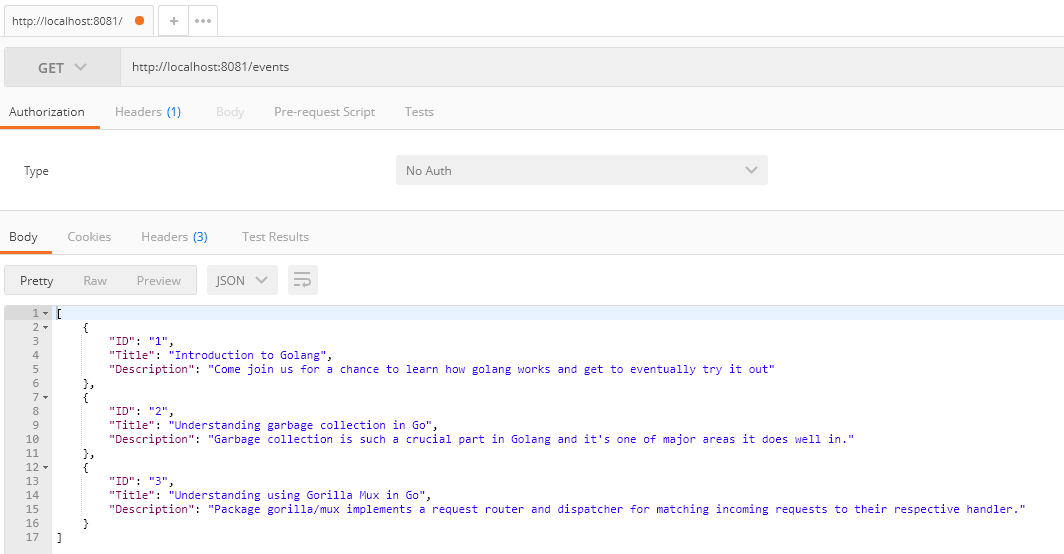 http://localhost:8081/ + •••
GET http://localhost:8081/events
Authorization Headers (1) Body Pre-request Script Tests
Type No Auth
Body Cookies Headers (3) Test Results
Pretty Raw Preview JSON
1 [
2 {
3 "ID": "1",
4 "Title": "Introduction to Golang",
5 "Description": "Come join us for a chance to learn how golang works and get to eventually try it out"
6 },
7 {
8 "ID": "2",
9 "Title": "Understanding garbage collection in Go",
10 "Description": "Garbage collection is such a crucial part in Golang and it's one of major areas it does well in."
11 },
12 {
13 "ID": "3",
14 "Title": "Understanding using Gorilla Mux in Go",
15 "Description": "Package gorilla/mux implements a request router and dispatcher for matching incoming requests to their respective handler."
16 }
17 ]